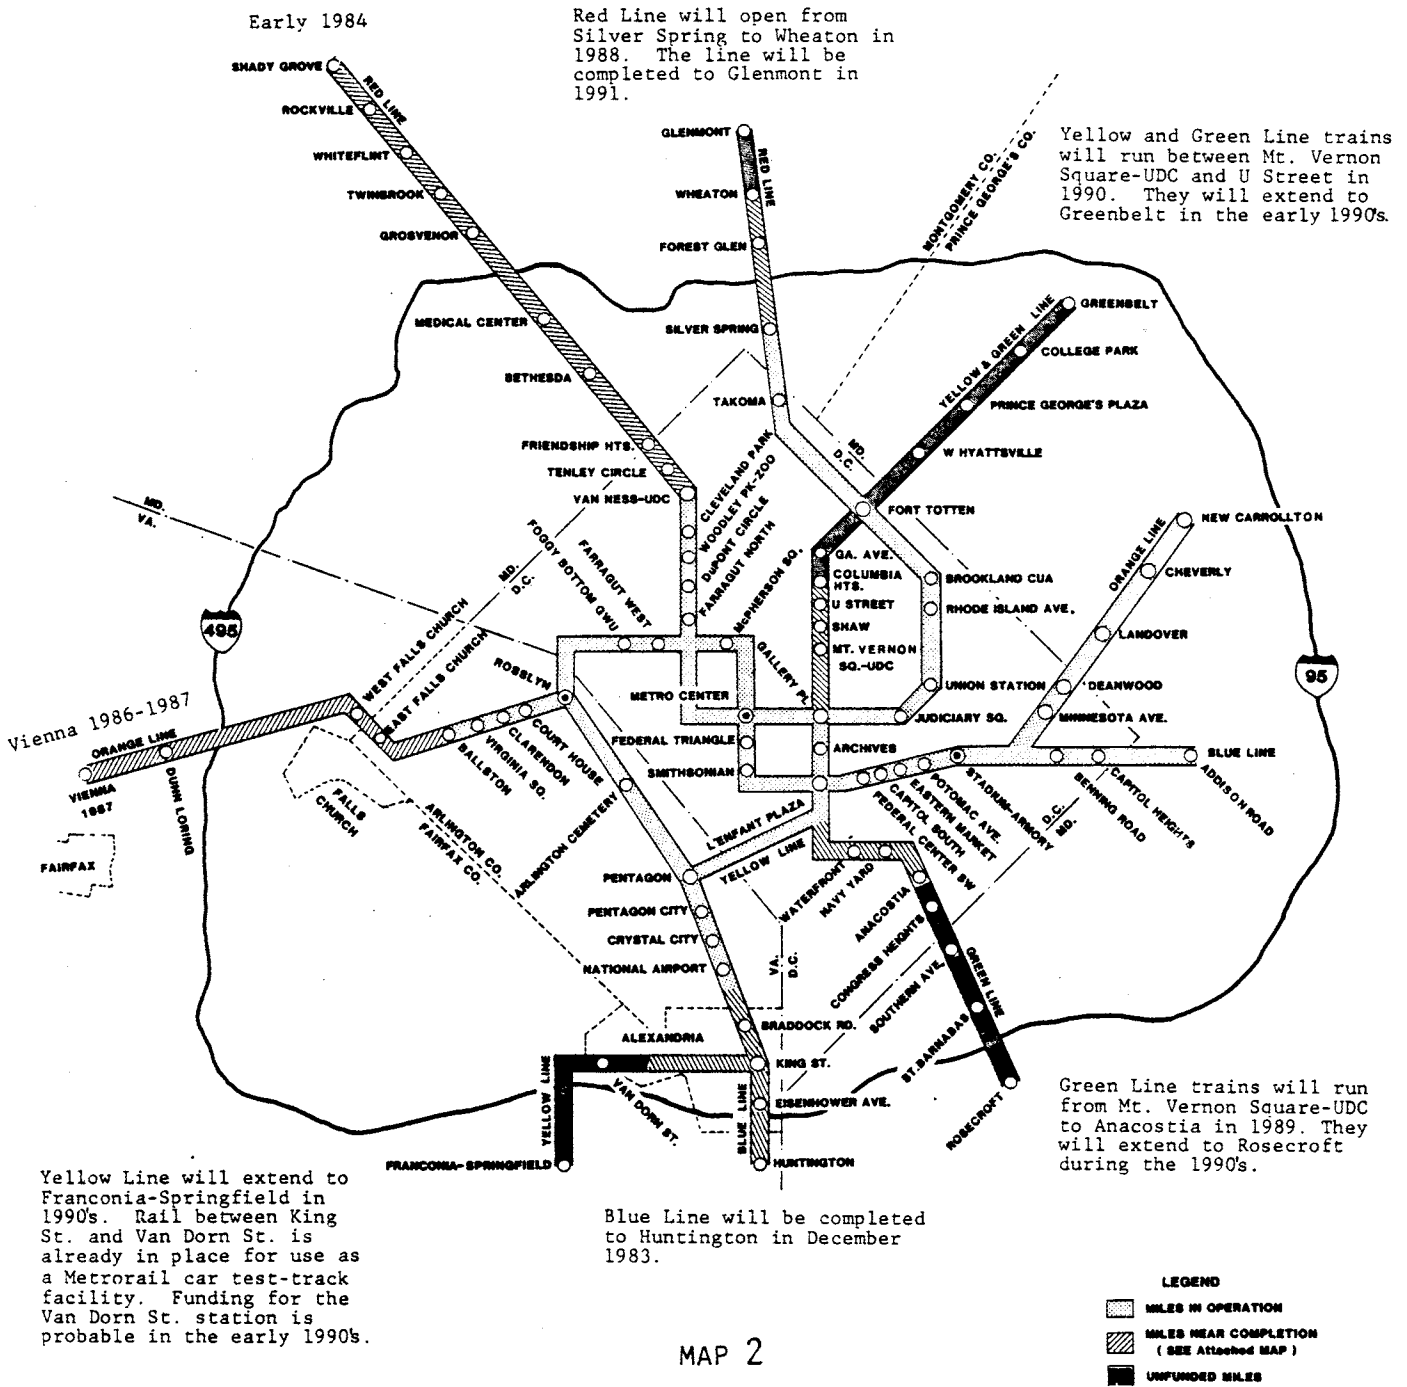 Early 1984
Red Line will open from
Silver Spring to Wheaton in
1988. The line will be
completed to Glenmont in
1991.
SHADY GROVE
RED LINE
ROCKVILLE
WHITEFLINT
TWINBROOK
GROSVENOR
MEDICAL CENTER
BETHESDA
FRIENDSHIP HTS.
TENLEY CIRCLE
VAN NESS-UDC
GLENMONT
RED LINE
WHEATON
FOREST GLEN
SILVER SPRING
TAKOMA
MONTGOMERY CO.
PRINCE GEORGE'S CO.
Yellow and Green Line trains
will run between Mt. Vernon
Square-UDC and U Street in
1990. They will extend to
Greenbelt in the early 1990's.
YELLOW & GREEN LINE
GREENBELT
COLLEGE PARK
PRINCE GEORGE'S PLAZA
W HYATTSVILLE
MD.
D.C.
FORT TOTTEN
GA. AVE.
COLUMBIA
HTS.
U STREET
SHAW
MT. VERNON
SQ.-UDC
BROOKLAND CUA
RHODE ISLAND AVE.
UNION STATION
JUDICIARY SQ.
ORANGE LINE
NEW CARROLLTON
CHEVERLY
LANDOVER
DEANWOOD
MINNESOTA AVE.
CLEVELAND PARK
WOODLEY PK-ZOO
DuPONT CIRCLE
FARRAGUT NORTH
McPHERSON SQ.
FARRAGUT WEST
FOGGY BOTTOM GWU
MD.
D.C.
MD.
VA.
495
95
GALLERY PL
METRO CENTER
FEDERAL TRIANGLE
SMITHSONIAN
ARCHIVES
L'ENFANT PLAZA
YELLOW LINE
WEST FALLS CHURCH
EAST FALLS CHURCH
ROSSLYN
COURT HOUSE
CLARENDON
VIRGINIA SQ.
BALLSTON
Vienna 1986-1987
ORANGE LINE
VIENNA
1987
DUNN LORING
FAIRFAX
FALLS
CHURCH
ARLINGTON CO.
FAIRFAX CO.
ARLINGTON CEMETERY
BLUE LINE
ADDISON ROAD
CAPITOL HEIGHTS
BENNING ROAD
D.C.
MD.
STADIUM-ARMORY
POTOMAC AVE.
EASTERN MARKET
CAPITOL SOUTH
FEDERAL CENTER SW
PENTAGON
PENTAGON CITY
CRYSTAL CITY
NATIONAL AIRPORT
WATERFRONT
NAVY YARD
ANACOSTIA
CONGRESS HEIGHTS
SOUTHERN AVE.
ST. BARNABAS
ROSECROFT
GREEN LINE
VA.
D.C.
ALEXANDRIA
BRADDOCK RD.
KING ST.
EISENHOWER AVE.
HUNTINGTON
BLUE LINE
VAN DORN ST.
YELLOW LINE
FRANCONIA-SPRINGFIELD
Green Line trains will run
from Mt. Vernon Square-UDC
to Anacostia in 1989. They
will extend to Rosecroft
during the 1990's.
Yellow Line will extend to
Franconia-Springfield in
1990's. Rail between King
St. and Van Dorn St. is
already in place for use as
a Metrorail car test-track
facility. Funding for the
Van Dorn St. station is
probable in the early 1990's.
Blue Line will be completed
to Huntington in December
1983.
LEGEND
MILES IN OPERATION
MILES NEAR COMPLETION
( SEE Attached MAP )
UNFUNDED MILES
MAP 2